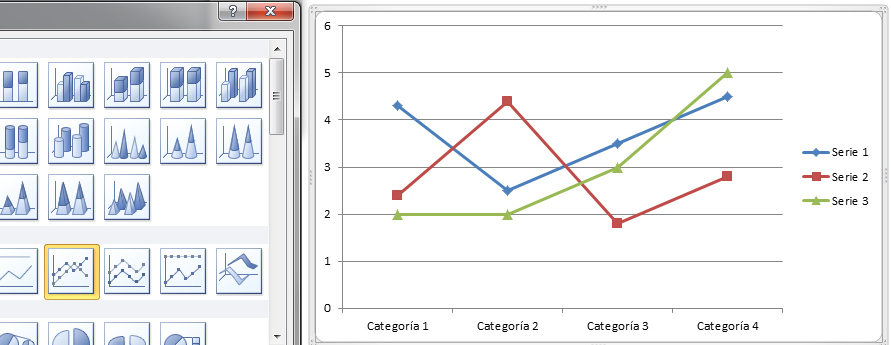 ?
6
5
4
3
2
1
0
Categoría 1 Categoría 2 Categoría 3 Categoría 4
Serie 1
Serie 2
Serie 3